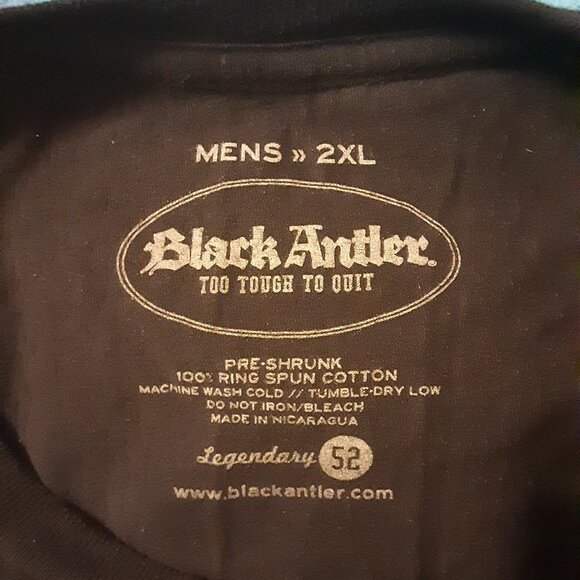 MENS » 2XL
Black Antler.
TOO TOUGH TO QUIT
PRE-SHRUNK
100% RING SPUN COTTON
MACHINE WASH COLD // TUMBLE-DRY LOW
DO NOT IRON/BLEACH
MADE IN NICARAGUA
Legendary 52
www.blackantler.com